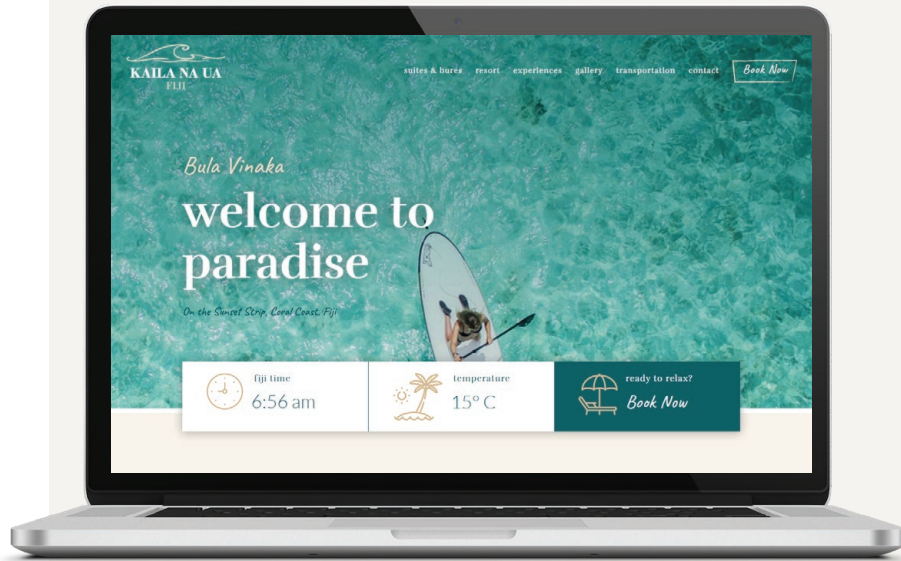 KAILA NA UA
FIJI
suites & bures resort experiences gallery transportation contact Book Now
Bula Vinaka
welcome to
paradise
On the Sunset Strip, Coral Coast, Fiji
fiji time
6:56 am
temperature
15° C
ready to relax?
Book Now